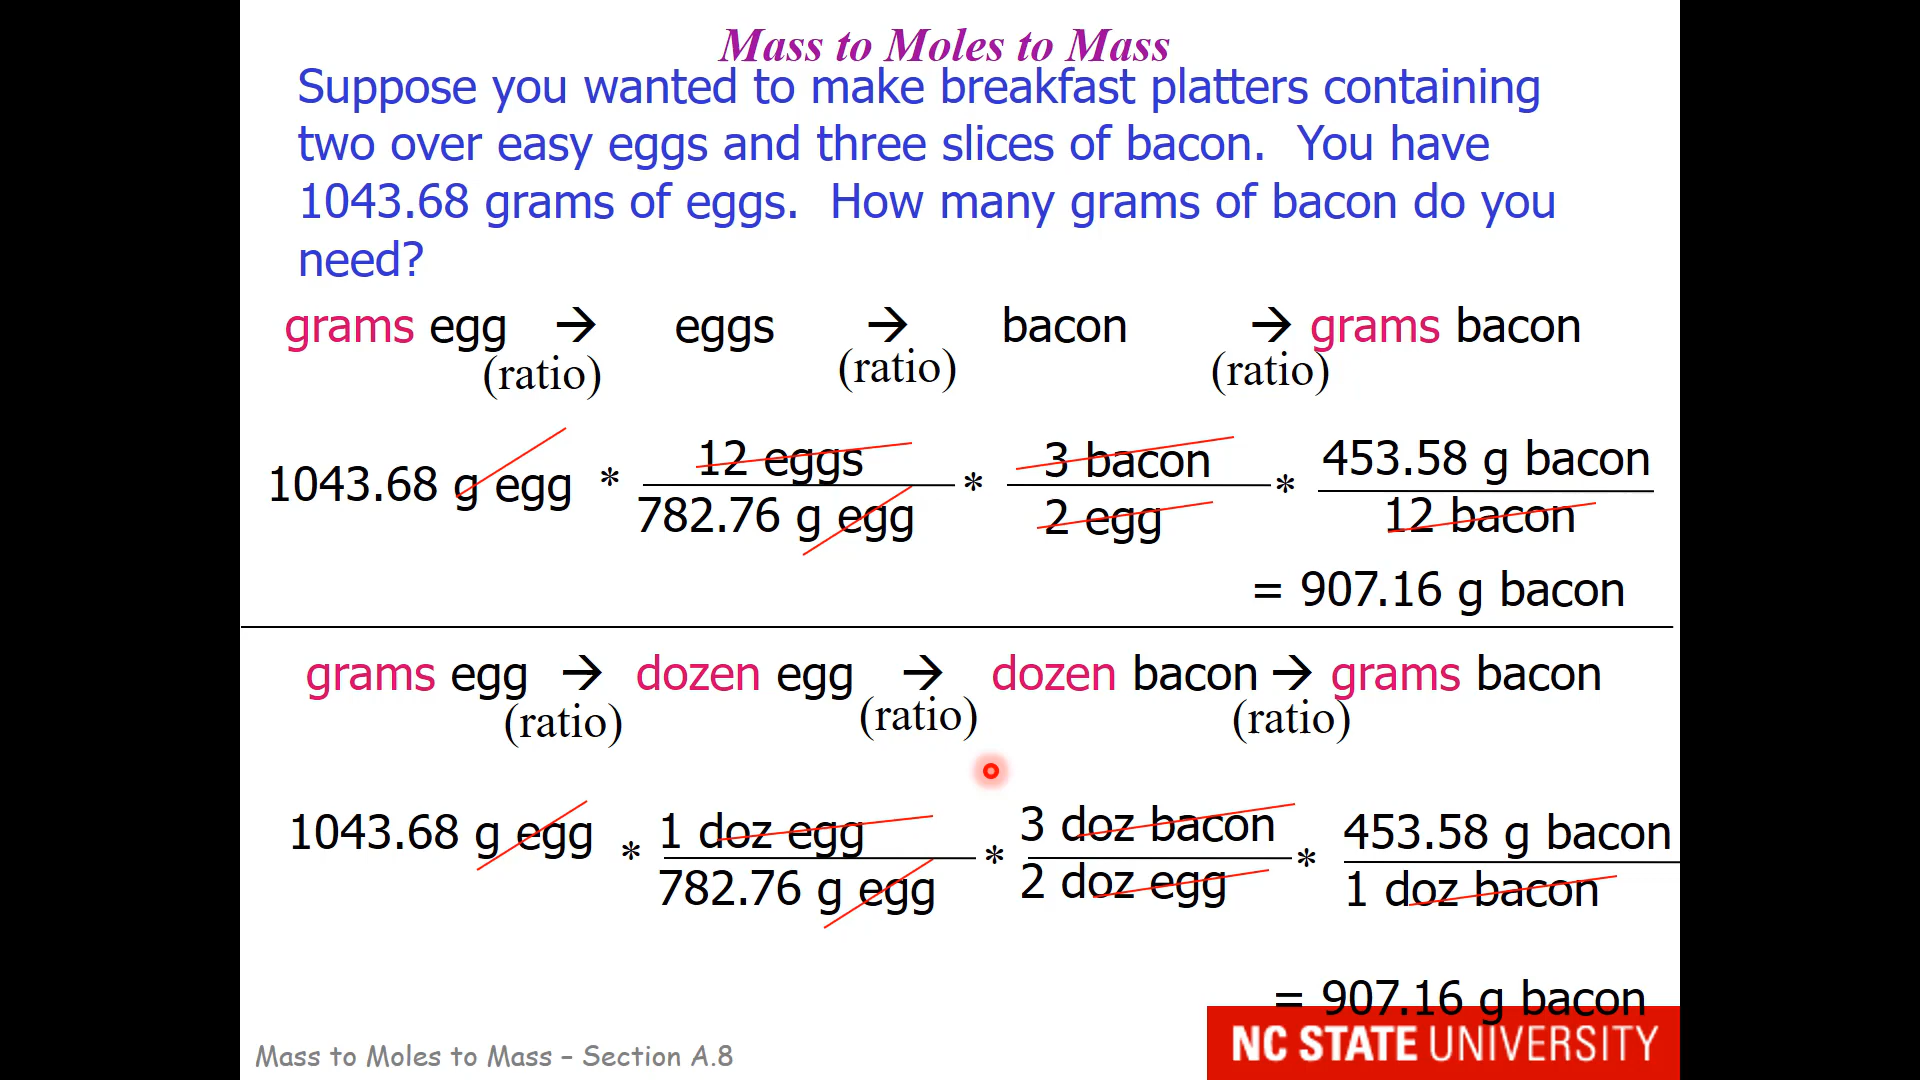 Mass to Moles to Mass
Suppose you wanted to make breakfast platters containing
two over easy eggs and three slices of bacon.  You have
1043.68 grams of eggs.  How many grams of bacon do you
need?
grams egg → eggs → bacon → grams bacon
(ratio) (ratio) (ratio)
12 eggs 3 bacon 453.58 g bacon
1043.68 g egg * * *
782.76 g egg 2 egg 12 bacon
= 907.16 g bacon
grams egg → dozen egg → dozen bacon → grams bacon
(ratio) (ratio) (ratio)
1043.68 g egg * 1 doz egg * 3 doz bacon * 453.58 g bacon
782.76 g egg 2 doz egg 1 doz bacon
= 907.16 g bacon
NC STATE UNIVERSITY
Mass to Moles to Mass – Section A.8